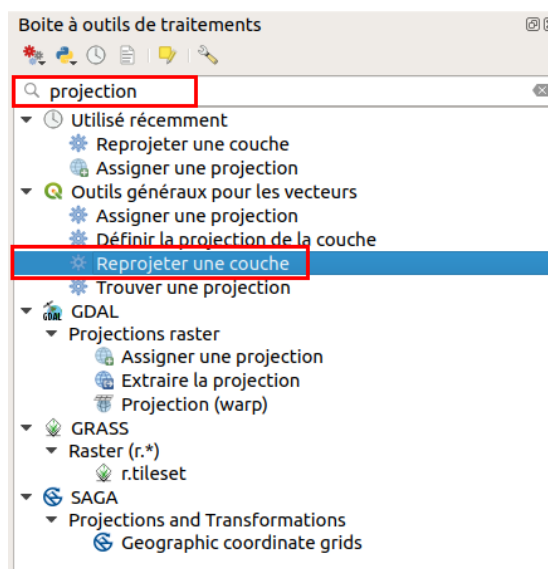 Boite à outils de traitements
projection
Utilisé récemment
Reprojeter une couche
Assigner une projection
Outils généraux pour les vecteurs
Assigner une projection
Définir la projection de la couche
Reprojeter une couche
Trouver une projection
GDAL
Projections raster
Assigner une projection
Extraire la projection
Projection (warp)
GRASS
Raster (r.*)
r.tileset
SAGA
Projections and Transformations
Geographic coordinate grids